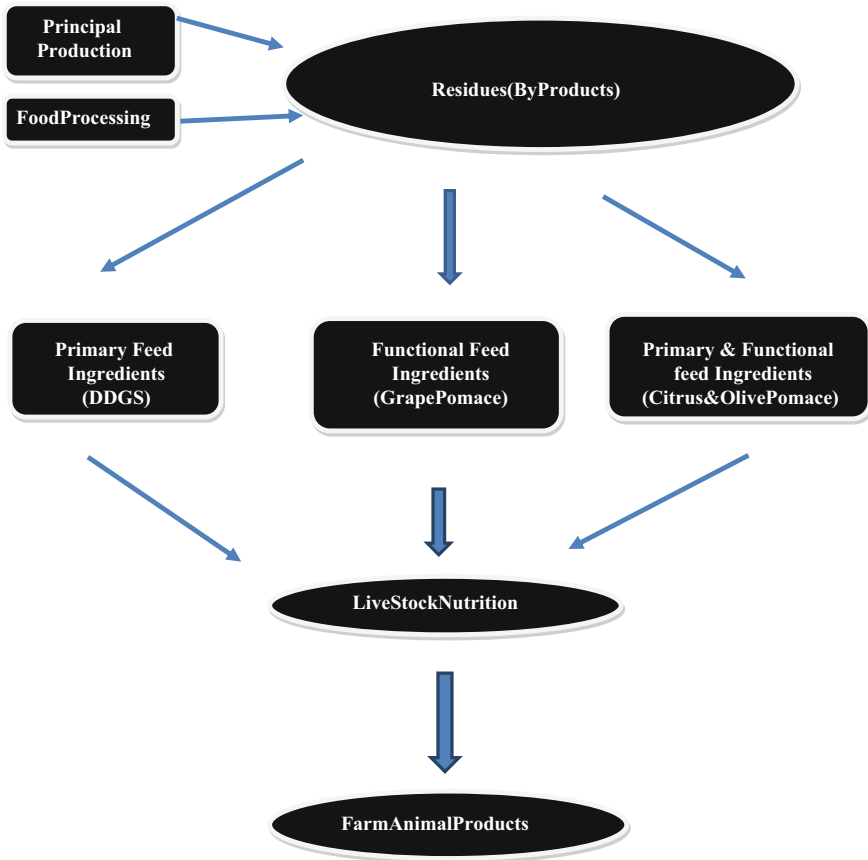 Principal
Production
Residues(ByProducts)
FoodProcessing
Primary Feed
Ingredients
(DDGS)
Functional Feed
Ingredients
(GrapePomace)
Primary & Functional
feed Ingredients
(Citrus&OlivePomace)
LiveStockNutrition
FarmAnimalProducts